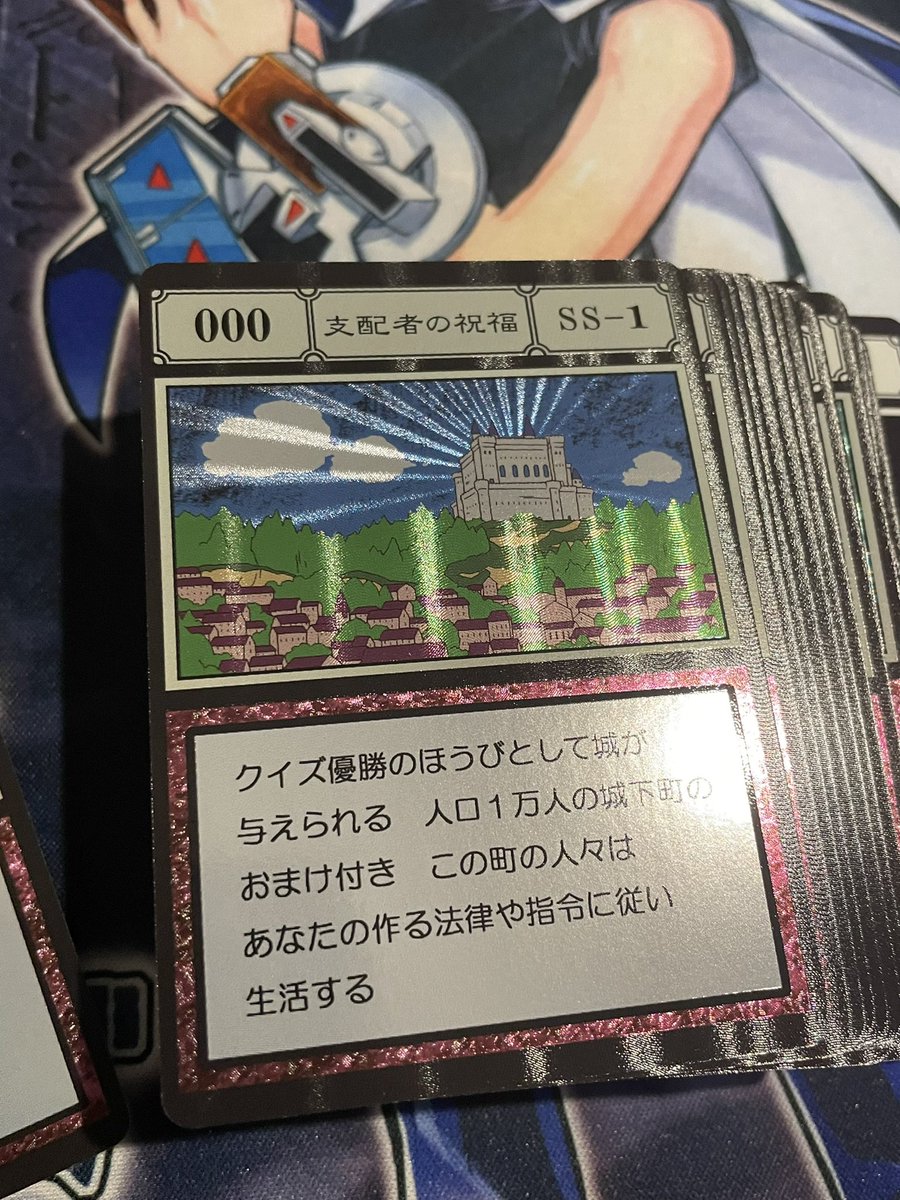 000
支配者の祝福
SS-1
クイズ優勝のほうびとして城が
与えられる 人口1万人の城下町の
おまけ付き この町の人々は
あなたの作る法律や指令に従い
生活する